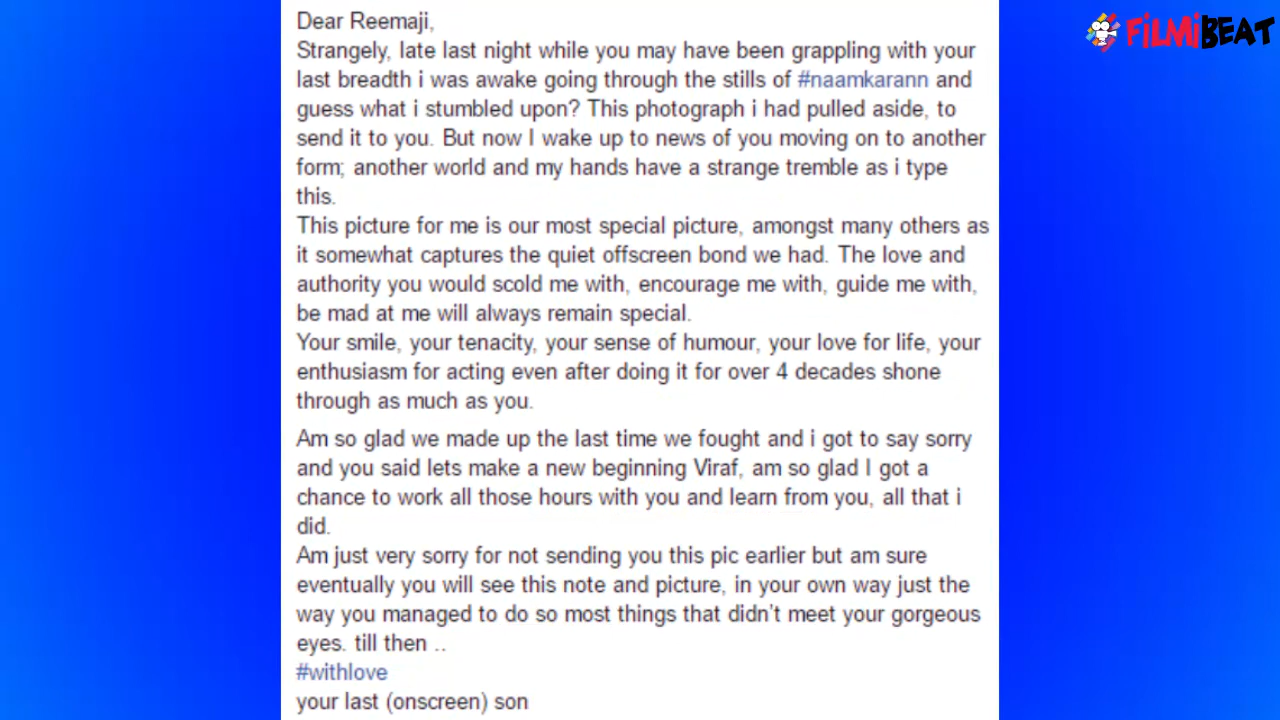 FILMIBEAT
Dear Reemaji,
Strangely, late last night while you may have been grappling with your
last breadth i was awake going through the stills of #naamkarann and
guess what i stumbled upon? This photograph i had pulled aside, to
send it to you. But now I wake up to news of you moving on to another
form; another world and my hands have a strange tremble as i type
this.
This picture for me is our most special picture, amongst many others as
it somewhat captures the quiet offscreen bond we had. The love and
authority you would scold me with, encourage me with, guide me with,
be mad at me will always remain special.
Your smile, your tenacity, your sense of humour, your love for life, your
enthusiasm for acting even after doing it for over 4 decades shone
through as much as you.
Am so glad we made up the last time we fought and i got to say sorry
and you said lets make a new beginning Viraf, am so glad I got a
chance to work all those hours with you and learn from you, all that i
did.
Am just very sorry for not sending you this pic earlier but am sure
eventually you will see this note and picture, in your own way just the
way you managed to do so most things that didn't meet your gorgeous
eyes. till then ..
#withlove
your last (onscreen) son